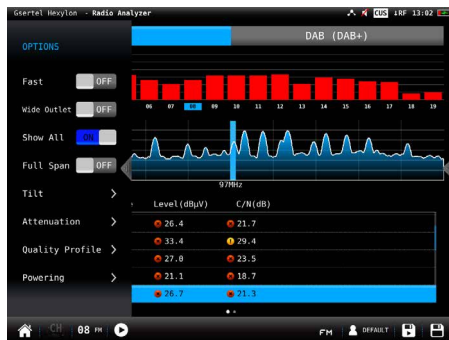 Gsertel Hexylon - Radio Analyzer CUS ↓RF 13:02
OPTIONS
DAB (DAB+)
Fast OFF
Wide Outlet OFF
Show All ON
Full Span OFF
Tilt >
Attenuation >
Quality Profile >
Powering >
06 07 08 09 10 11 12 13 14 15 16 17 18 19
97MHz
Level(dBµV) C/N(dB)
26.4 21.7
33.4 29.4
27.0 23.5
21.1 18.7
26.7 21.3
CH 08 FM FM DEFAULT